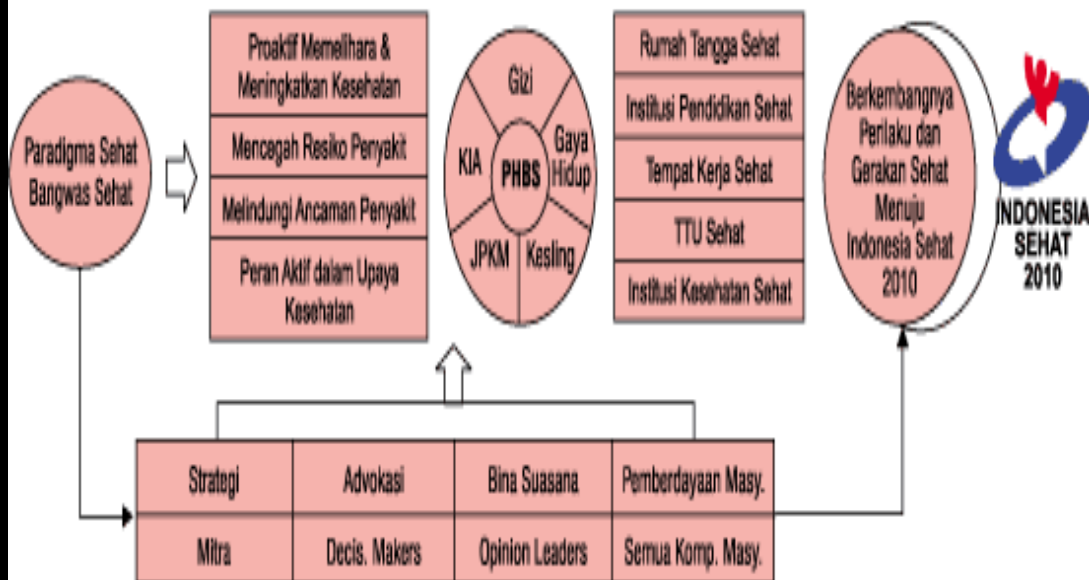 Paradigma Sehat
Bangwas Sehat
Proaktif Memelihara &
Meningkatkan Kesehatan
Mencegah Resiko Penyakit
Melindungi Ancaman Penyakit
Peran Aktif dalam Upaya
Kesehatan
Gizi
KIA
PHBS
Gaya
Hidup
JPKM
Kesling
Rumah Tangga Sehat
Institusi Pendidikan Sehat
Tempat Kerja Sehat
TTU Sehat
Institusi Kesehatan Sehat
Berkembangnya
Perilaku dan
Gerakan Sehat
Menuju
Indonesia Sehat
2010
INDONESIA
SEHAT
2010
Strategi
Advokasi
Bina Suasana
Pemberdayaan Masy.
Mitra
Decis. Makers
Opinion Leaders
Semua Komp. Masy.